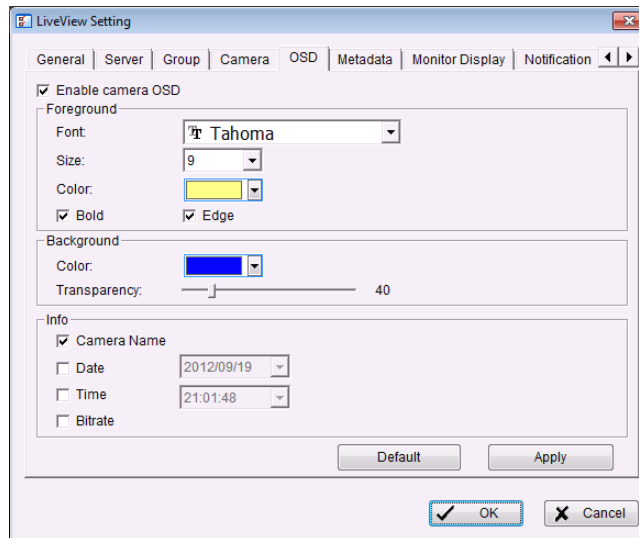 LiveView Setting
General Server Group Camera OSD Metadata Monitor Display Notification
Enable camera OSD
Foreground
Font: Tahoma
Size: 9
Color:
Bold Edge
Background
Color:
Transparency: 40
Info
Camera Name
Date 2012/09/19
Time 21:01:48
Bitrate
Default Apply
OK Cancel